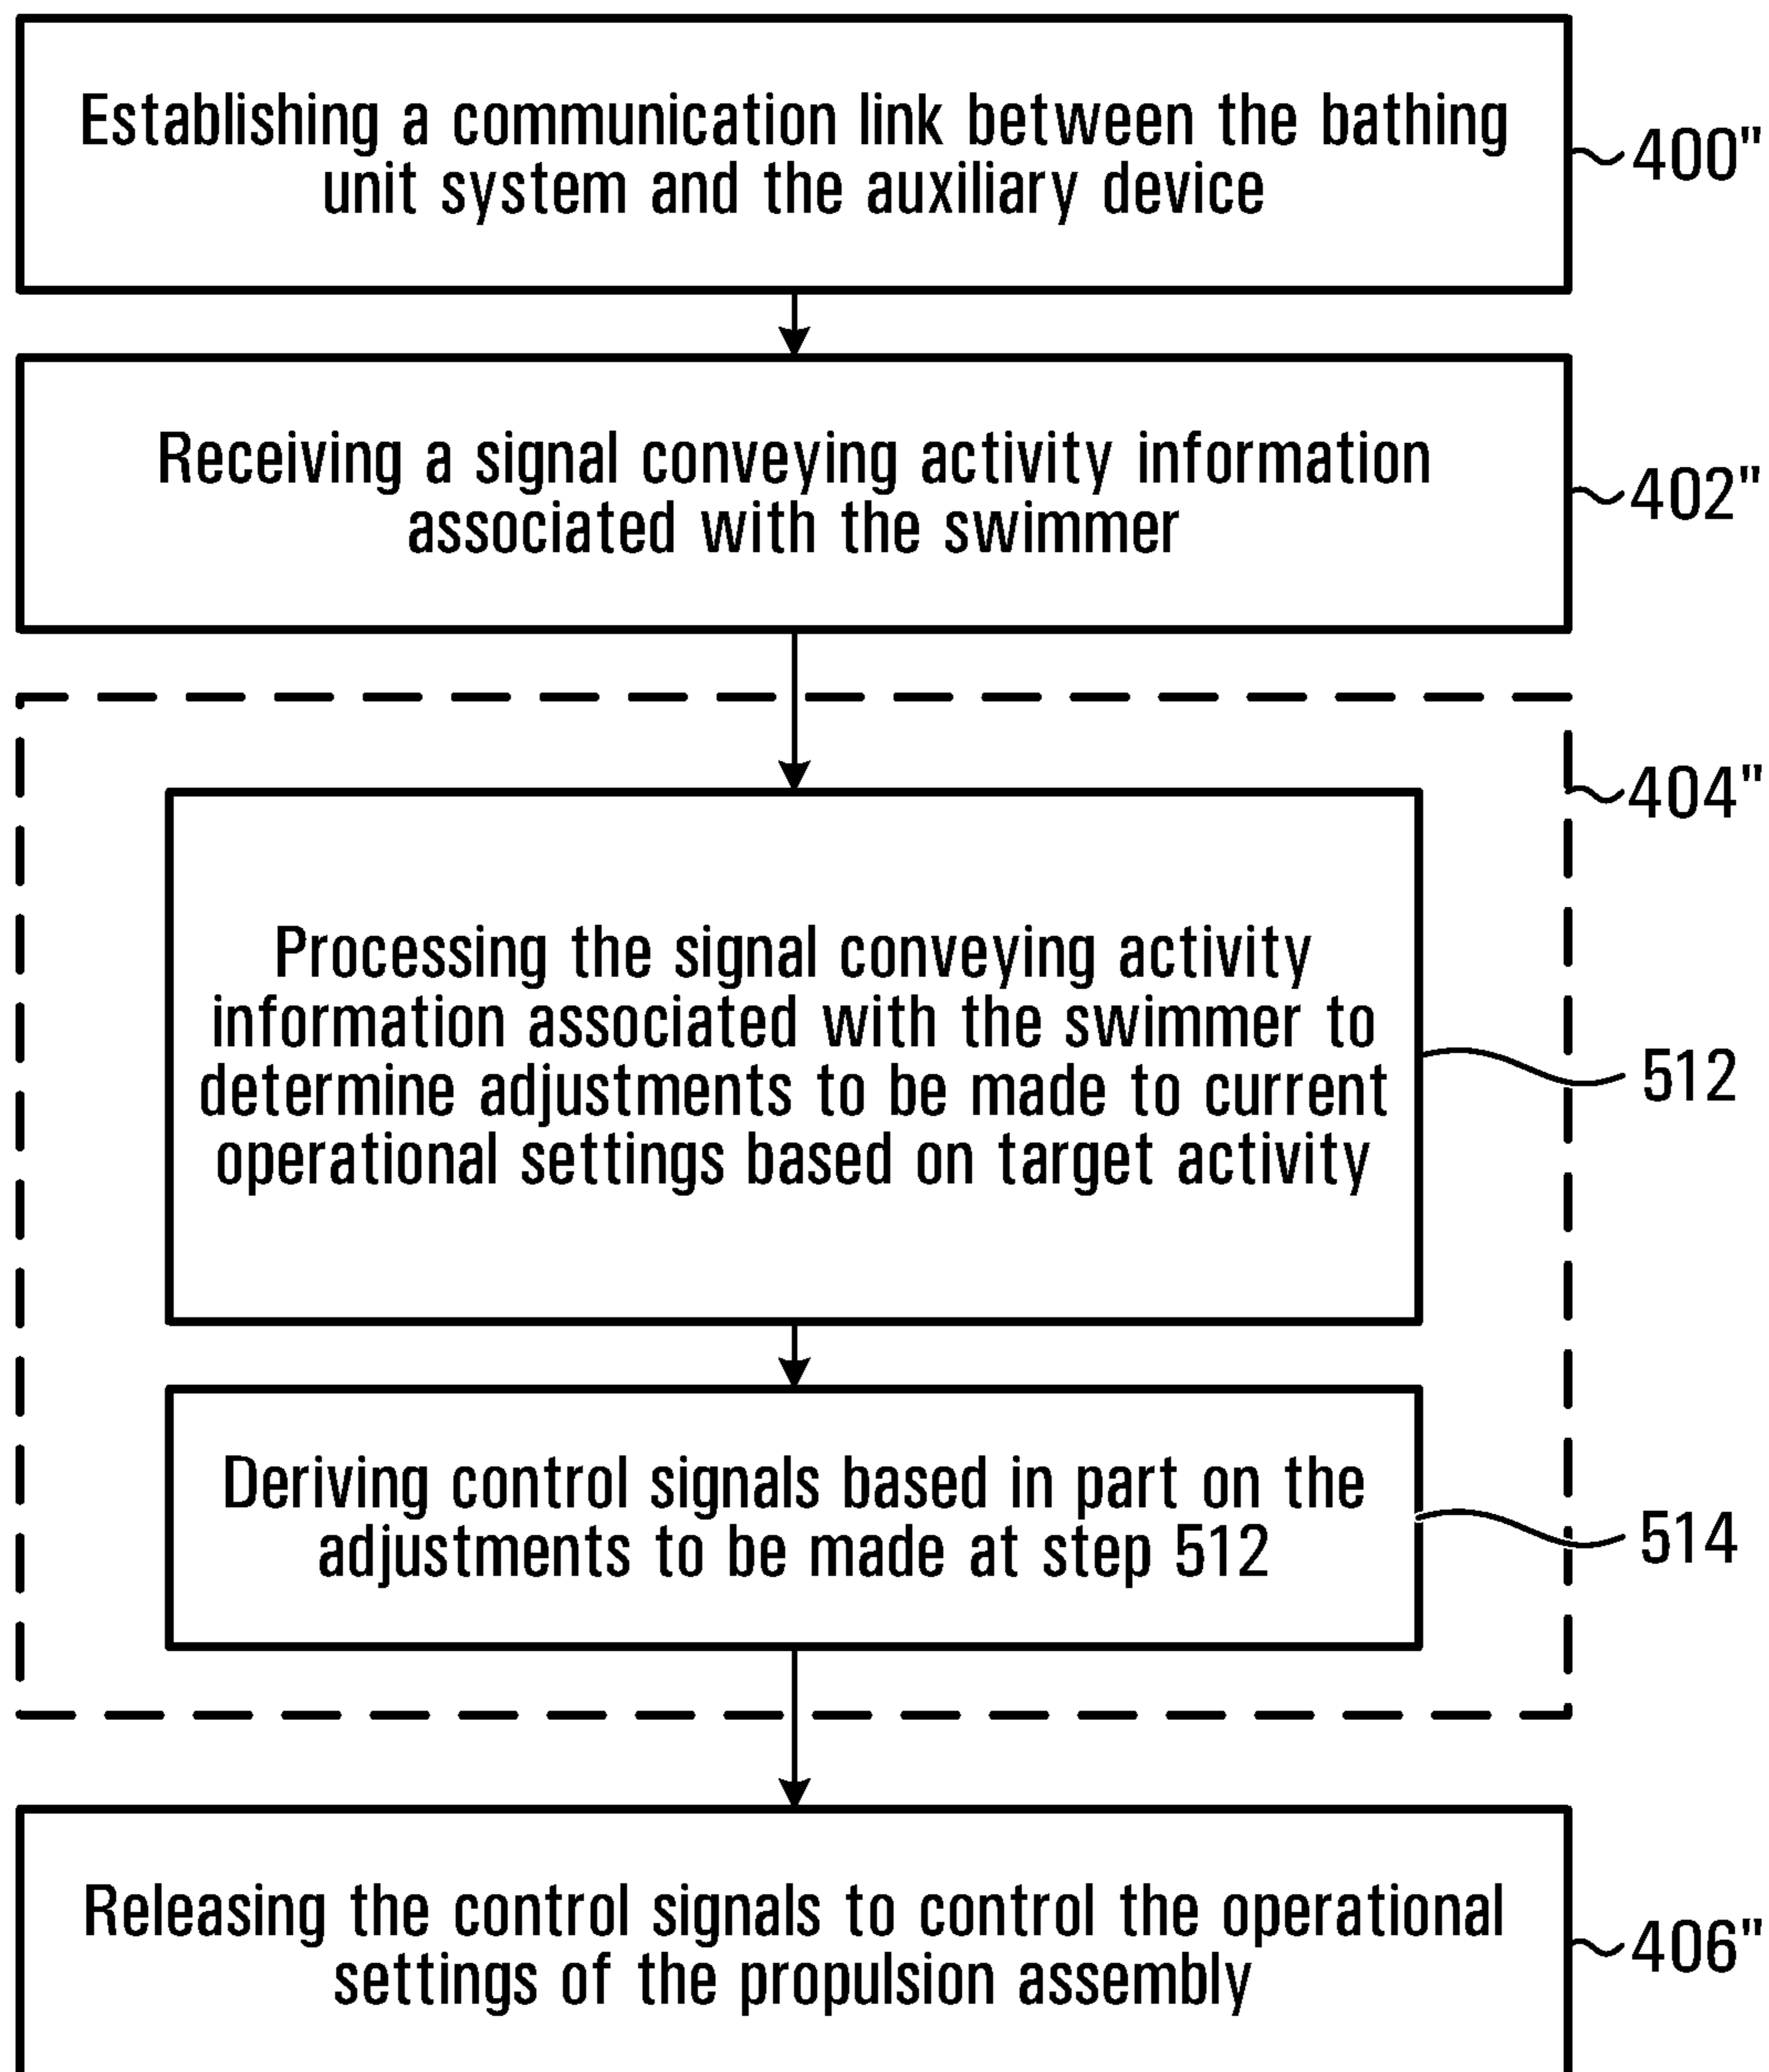 Establishing a communication link between the bathing
unit system and the auxiliary device
400"
Receiving a signal conveying activity information
associated with the swimmer
402"
404"
Processing the signal conveying activity
information associated with the swimmer to
determine adjustments to be made to current
operational settings based on target activity
512
Deriving control signals based in part on the
adjustments to be made at step 512
514
Releasing the control signals to control the operational
settings of the propulsion assembly
406"